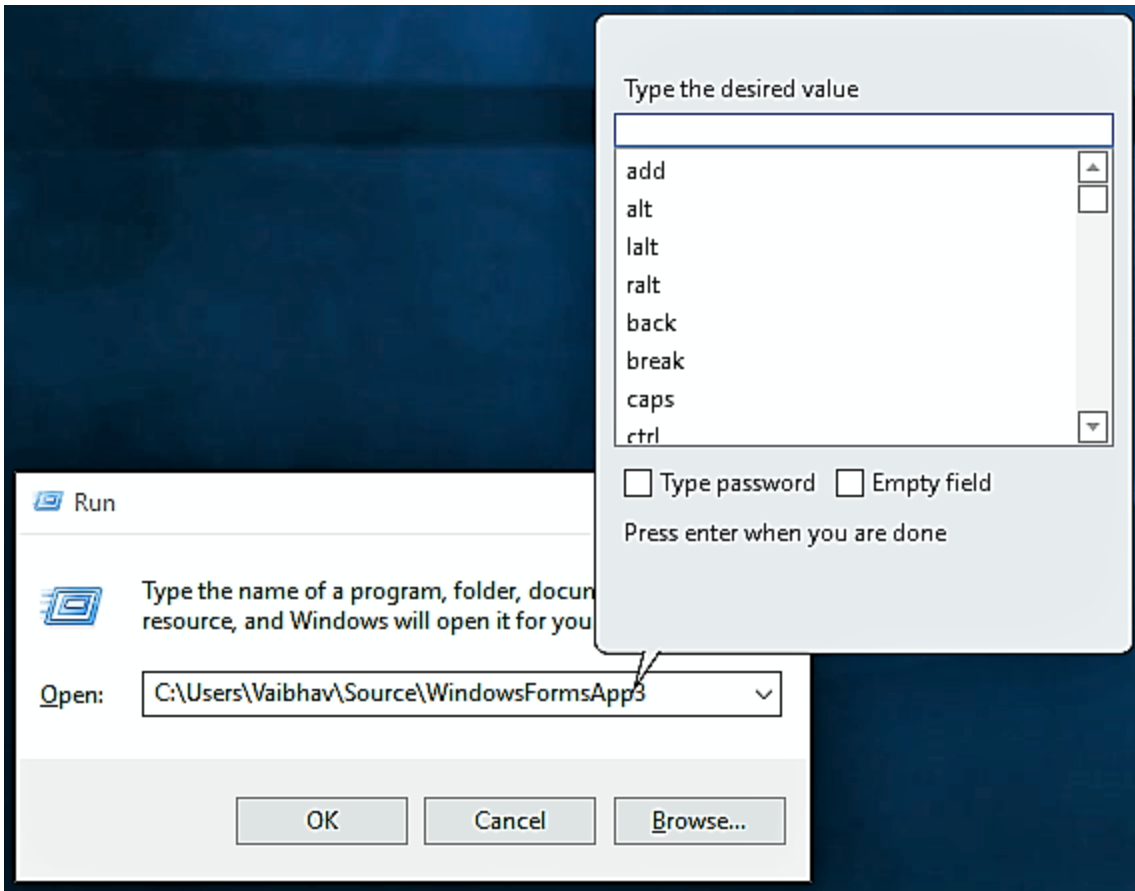 Type the desired value
add
alt
lalt
ralt
back
break
caps
ctrl
Type password
Empty field
Press enter when you are done
Run
Type the name of a program, folder, docum
resource, and Windows will open it for you
Open:
C:\Users\Vaibhav\Source\WindowsFormsApp3
OK
Cancel
Browse...